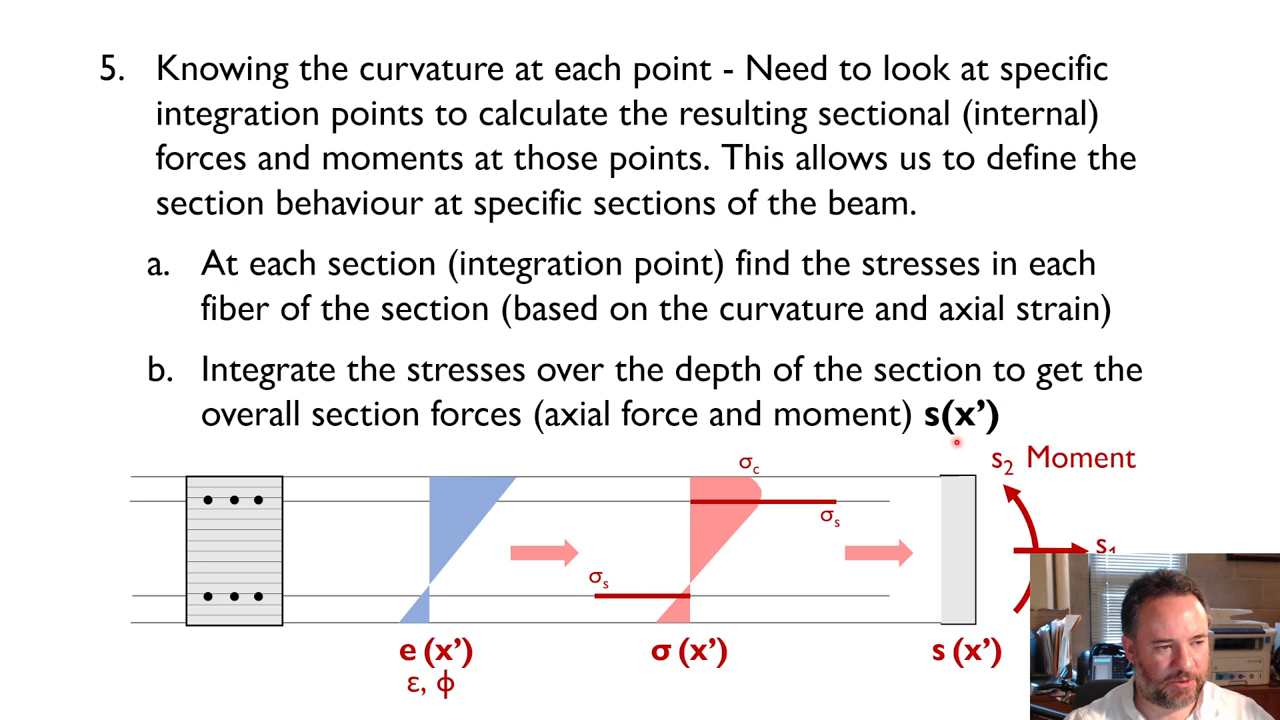 5. Knowing the curvature at each point - Need to look at specific
integration points to calculate the resulting sectional (internal)
forces and moments at those points. This allows us to define the
section behaviour at specific sections of the beam.
a. At each section (integration point) find the stresses in each
fiber of the section (based on the curvature and axial strain)
b. Integrate the stresses over the depth of the section to get the
overall section forces (axial force and moment) s(x’)
σc
s2 Moment
σs
s1
σs
e (x’)
σ (x’)
s (x’)
ε, ϕ